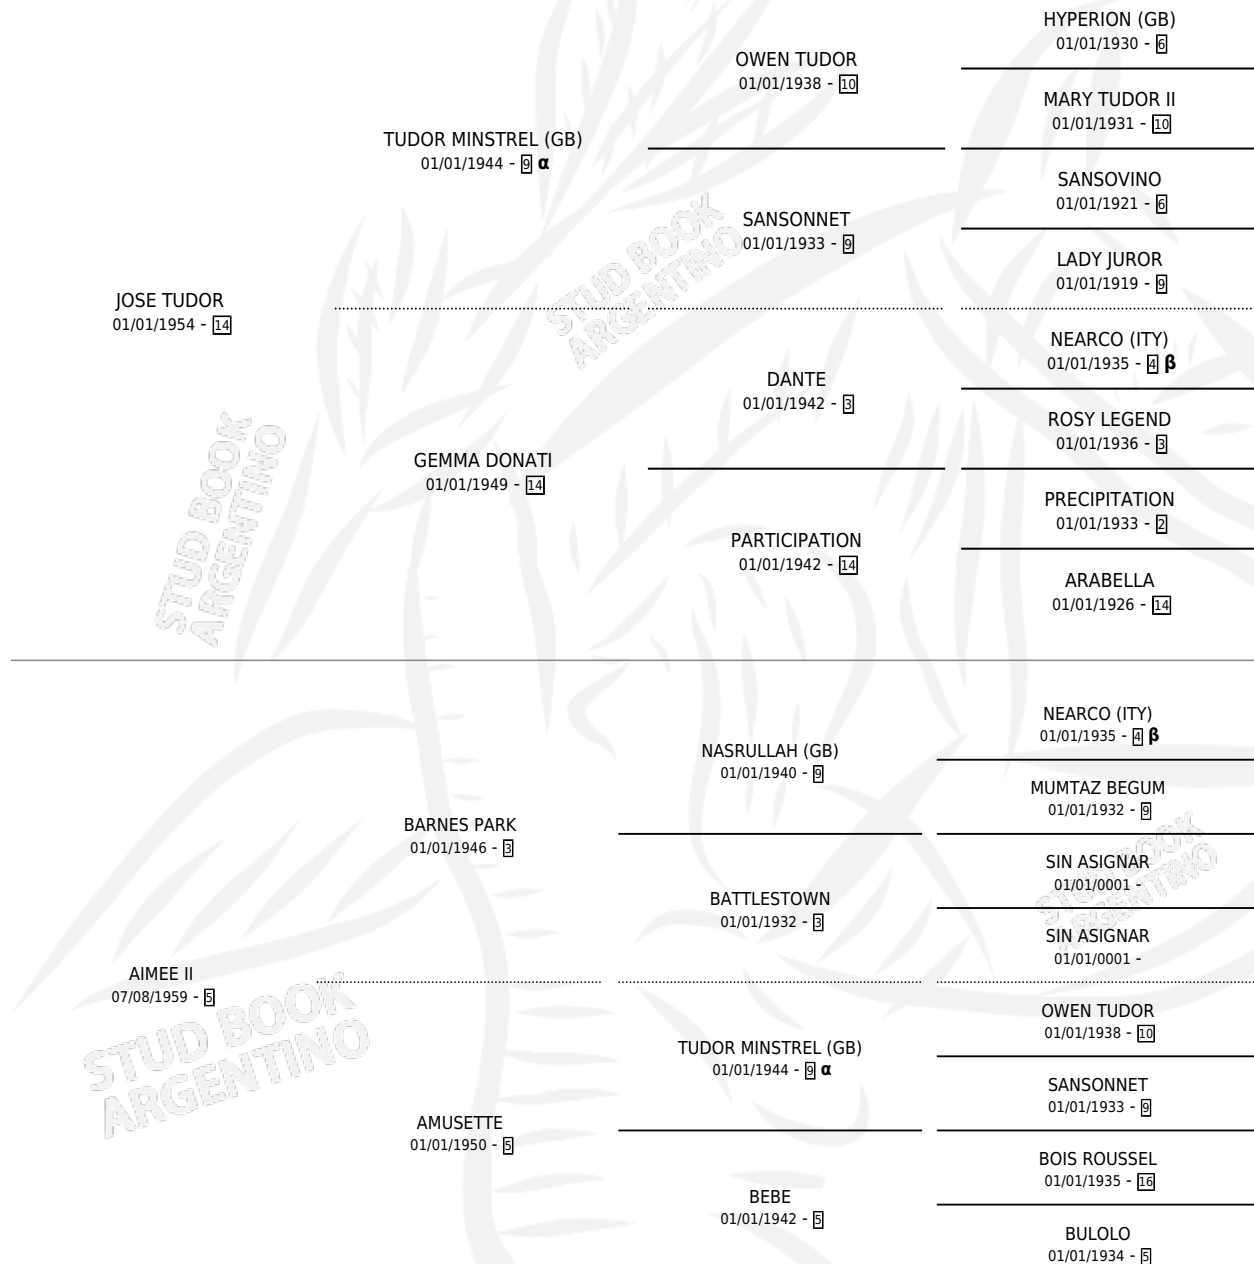 HYPERION (GB)
01/01/1930 - 6
OWEN TUDOR
01/01/1938 - 10
MARY TUDOR II
01/01/1931 - 10
TUDOR MINSTREL (GB)
01/01/1944 - 9 α
SANSOVINO
01/01/1921 - 6
SANSONNET
01/01/1933 - 9
LADY JUROR
01/01/1919 - 9
JOSE TUDOR
01/01/1954 - 14
NEARCO (ITY)
01/01/1935 - 4 β
DANTE
01/01/1942 - 3
ROSY LEGEND
01/01/1936 - 3
GEMMA DONATI
01/01/1949 - 14
PRECIPITATION
01/01/1933 - 2
PARTICIPATION
01/01/1942 - 14
ARABELLA
01/01/1926 - 14
NEARCO (ITY)
01/01/1935 - 4 β
NASRULLAH (GB)
01/01/1940 - 9
MUMTAZ BEGUM
01/01/1932 - 9
BARNES PARK
01/01/1946 - 3
SIN ASIGNAR
01/01/0001 -
BATTLESTOWN
01/01/1932 - 3
SIN ASIGNAR
01/01/0001 -
AIMEE II
07/08/1959 - 5
OWEN TUDOR
01/01/1938 - 10
TUDOR MINSTREL (GB)
01/01/1944 - 9 α
SANSONNET
01/01/1933 - 9
AMUSETTE
01/01/1950 - 5
BOIS ROUSSEL
01/01/1935 - 16
BEBE
01/01/1942 - 5
BULOLO
01/01/1934 - 5
STUD BOOK
ARGENTINO
STUD BOOK
ARGENTINO
STUD BOOK
ARGENTINO
STUD BOOK
ARGENTINO